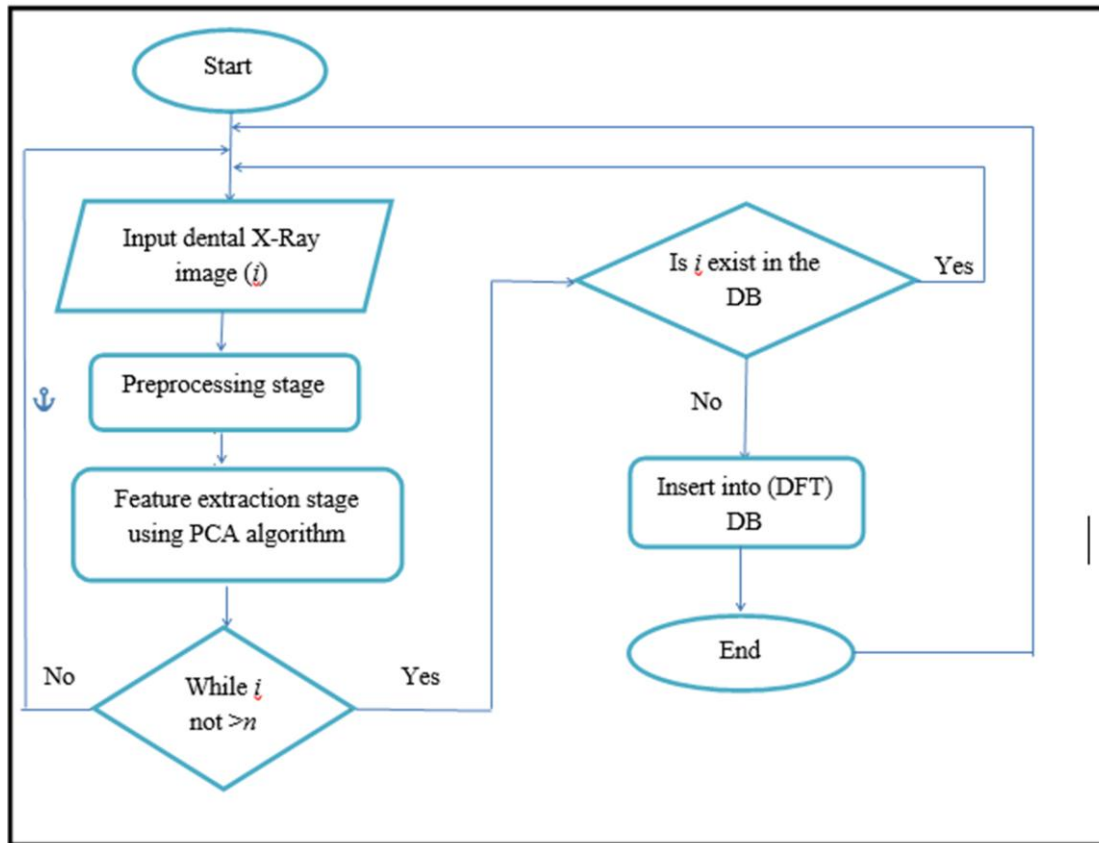 Start
Input dental X-Ray
image (i)
Preprocessing stage
Feature extraction stage
using PCA algorithm
No
While i
not >n
Yes
Is i exist in the
DB
Yes
No
Insert into (DFT)
DB
End